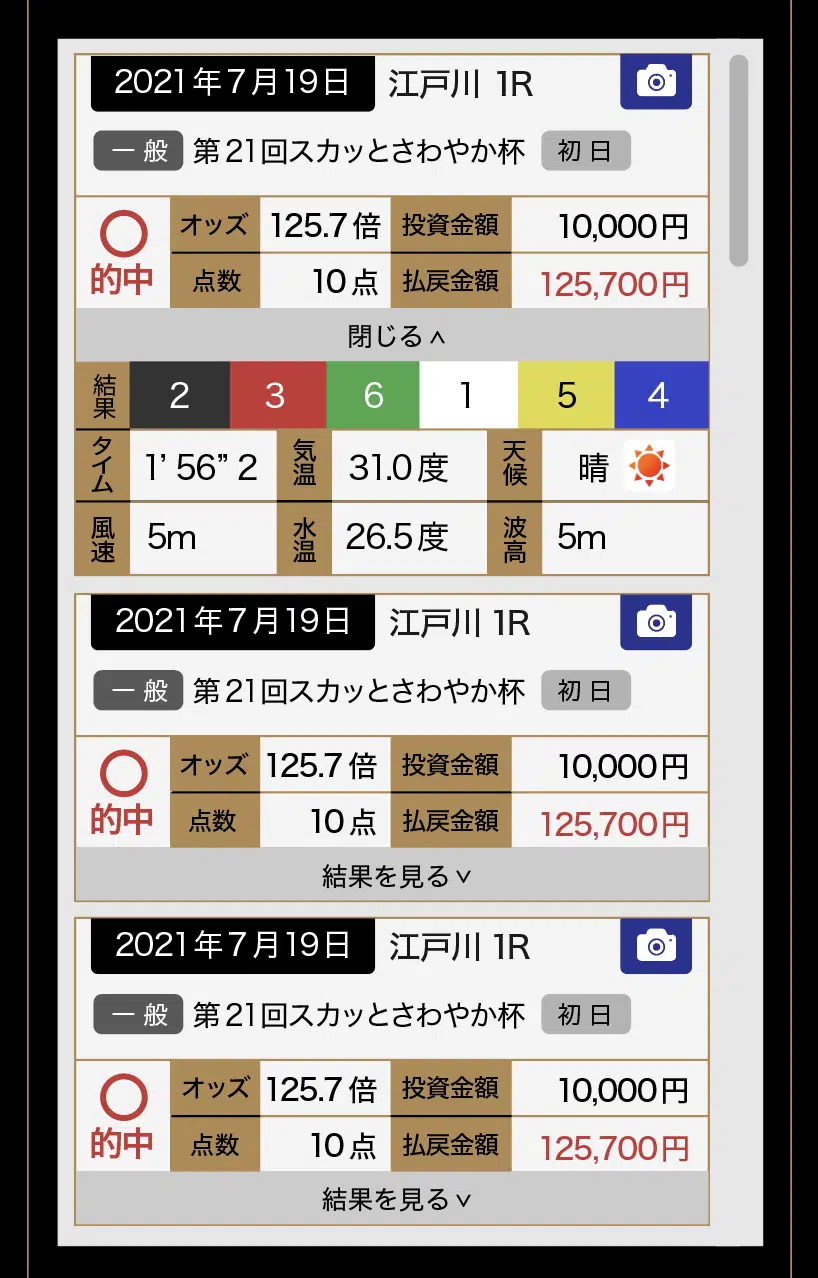 2021年7月19日 江戸川 1R
一般 第21回スカッとさわやか杯 初日
オッズ 125.7倍 投資金額 10,000円
的中 点数 10点 払戻金額 125,700円
閉じる^
結果 2 3 6 1 5 4
タイム 1’ 56” 2 気温 31.0度 天候 晴
風速 5m 水温 26.5度 波高 5m
2021年7月19日 江戸川 1R
一般 第21回スカッとさわやか杯 初日
オッズ 125.7倍 投資金額 10,000円
的中 点数 10点 払戻金額 125,700円
結果を見る
2021年7月19日 江戸川 1R
一般 第21回スカッとさわやか杯 初日
オッズ 125.7倍 投資金額 10,000円
的中 点数 10点 払戻金額 125,700円
結果を見る